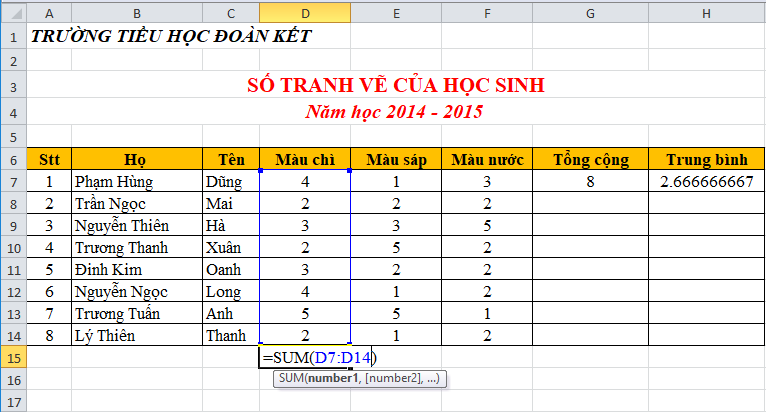 A B C D E F G H
1 TRƯỜNG TIỂU HỌC ĐOÀN KẾT
2
3 SỐ TRANH VẼ CỦA HỌC SINH
4 Năm học 2014 - 2015
5
6 Stt Họ Tên Màu chì Màu sáp Màu nước Tổng cộng Trung bình
7 1 Phạm Hùng Dũng 4 1 3 8 2.666666667
8 2 Trần Ngọc Mai 2 2 2
9 3 Nguyễn Thiên Hà 3 3 5
10 4 Trương Thanh Xuân 2 5 2
11 5 Đinh Kim Oanh 3 2 2
12 6 Nguyễn Ngọc Long 4 1 2
13 7 Trương Tuấn Anh 5 5 1
14 8 Lý Thiên Thanh 2 1 2
15 =SUM(D7:D14)
16 SUM(number1, [number2], ...)
17